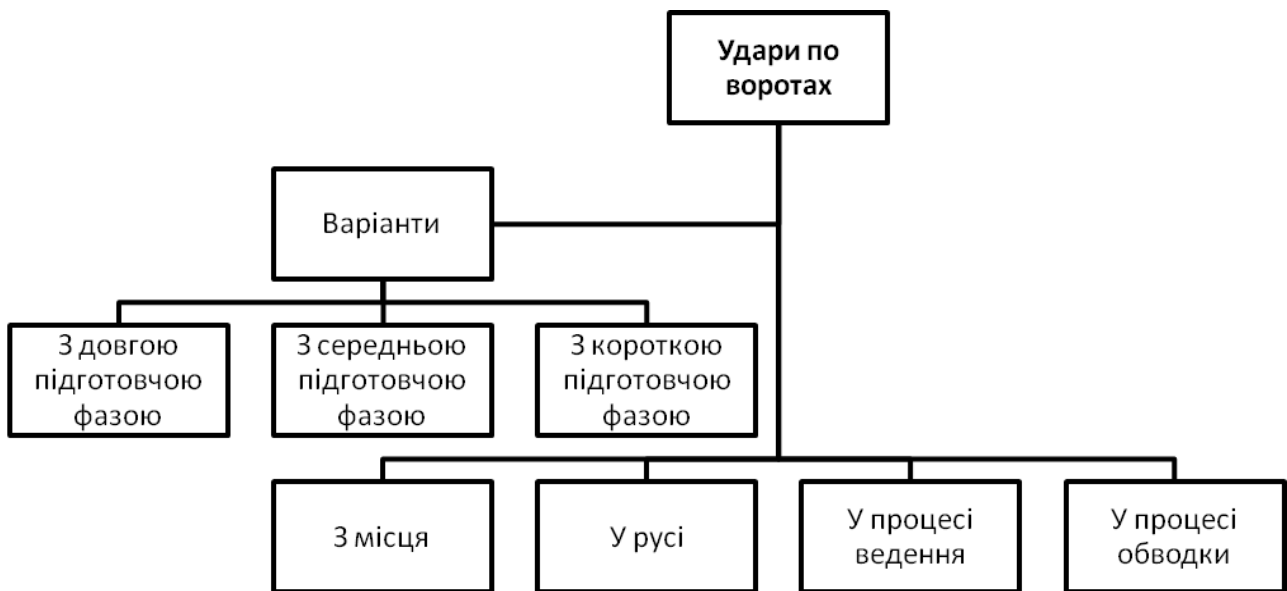 Удари по
воротах
Варіанти
З довгою
підготовчою
фазою
З середньою
підготовчою
фазою
З короткою
підготовчою
фазою
З місця
У русі
У процесі
ведення
У процесі
обводки